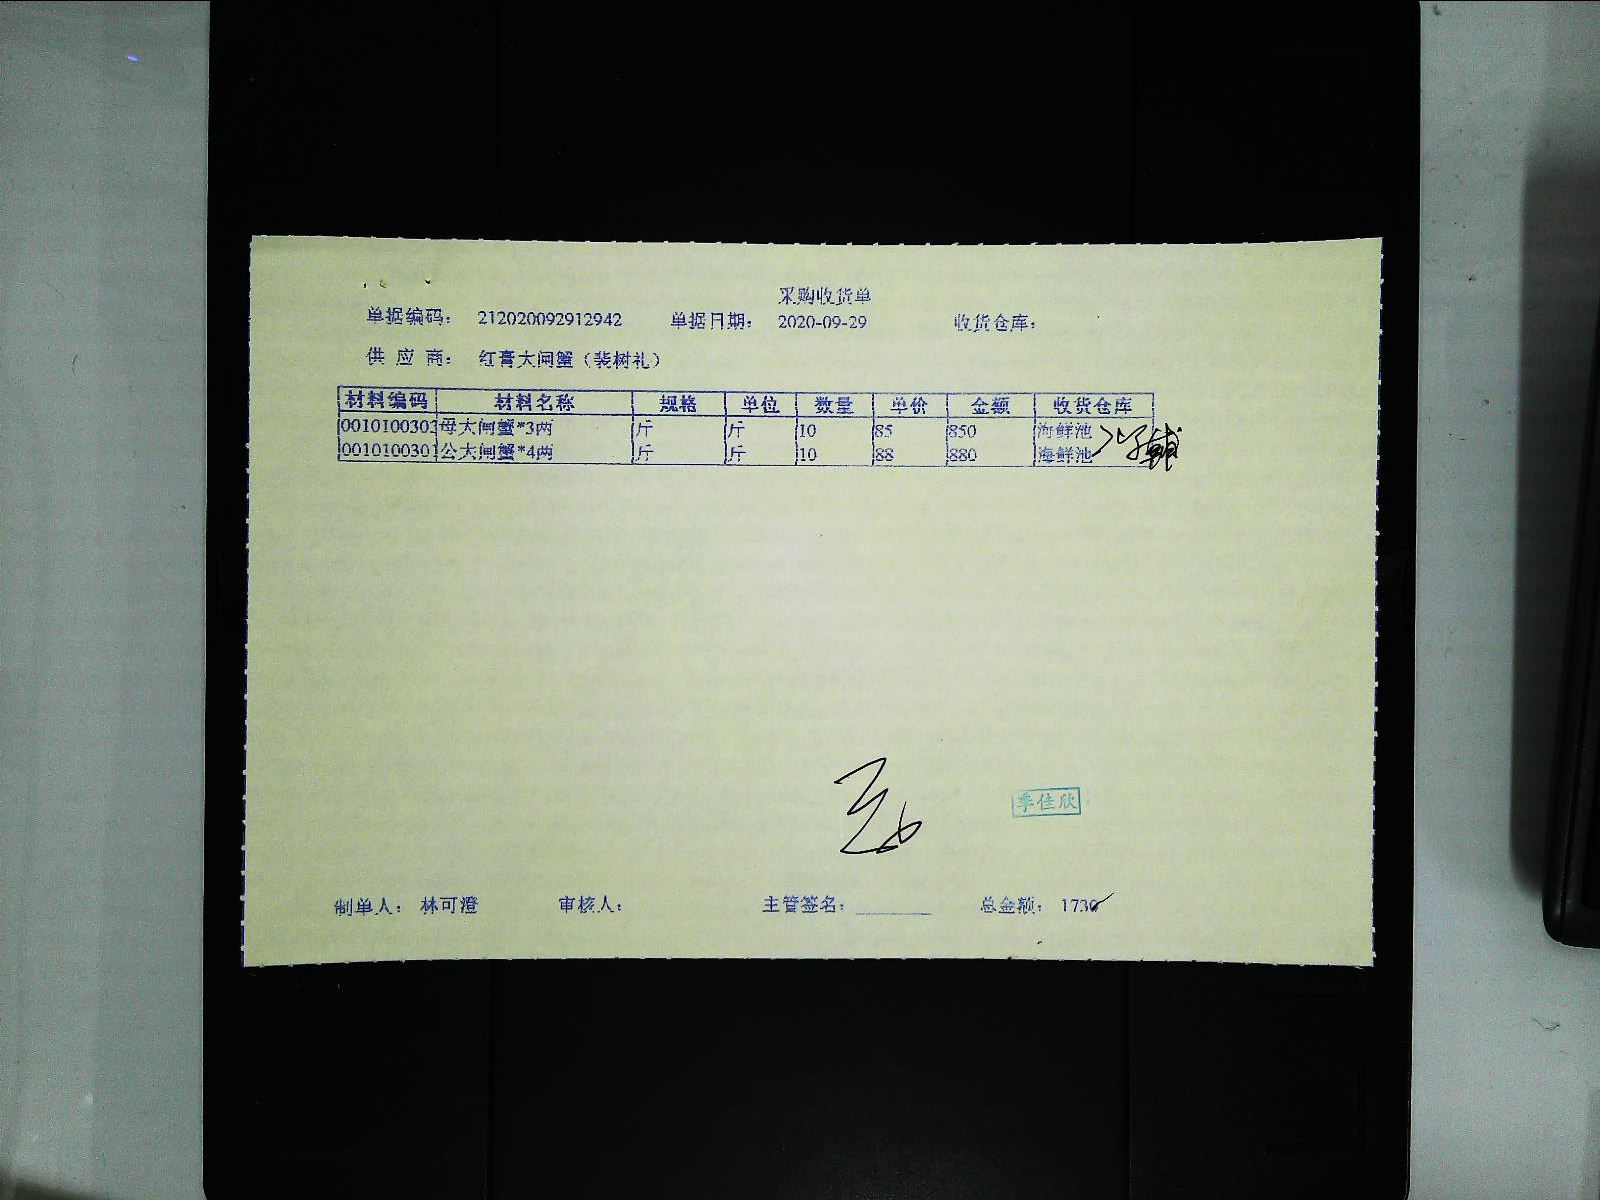 采购收货单
单据编码： 212020092912942 单据日期： 2020-09-29 收货仓库：
供 应 商： 红膏大闸蟹（裴树礼）
材料编码 材料名称 规格 单位 数量 单价 金额 收货仓库
0010100303 母大闸蟹*3两 斤 斤 10 85 850 海鲜池
0010100301 公大闸蟹*4两 斤 斤 10 88 880 海鲜池
季佳欣
制单人： 林可澄 审核人： 主管签名： 总金额： 1730